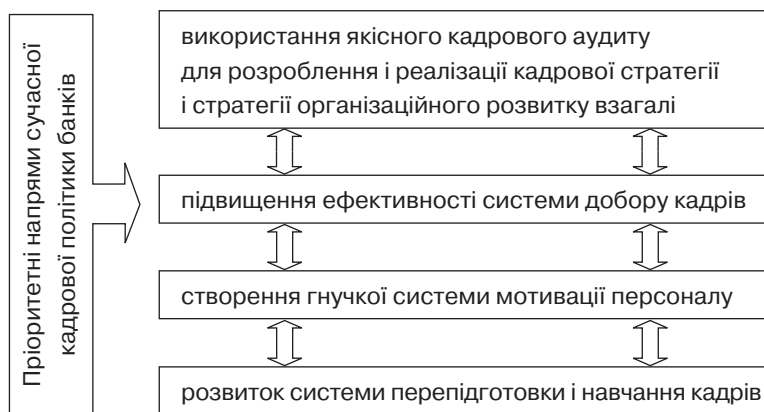 Пріоритетні напрями сучасної
кадрової політики банків
використання якісного кадрового аудиту
для розроблення і реалізації кадрової стратегії
і стратегії організаційного розвитку взагалі
підвищення ефективності системи добору кадрів
створення гнучкої системи мотивації персоналу
розвиток системи перепідготовки і навчання кадрів